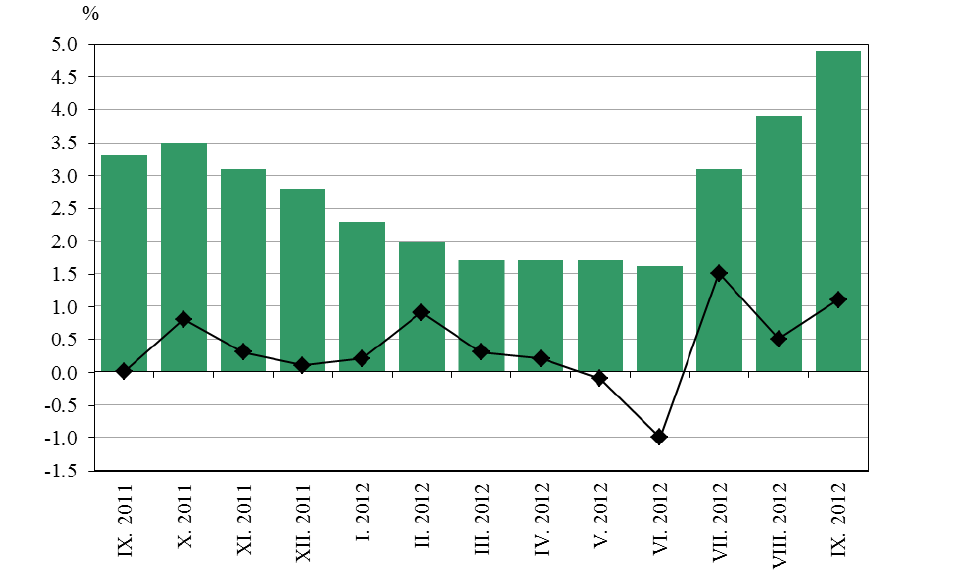 %
5.0
4.5
4.0
3.5
3.0
2.5
2.0
1.5
1.0
0.5
0.0
-0.5
-1.0
-1.5
IX. 2011
X. 2011
XI. 2011
XII. 2011
I. 2012
II. 2012
III. 2012
IV. 2012
V. 2012
VI. 2012
VII. 2012
VIII. 2012
IX. 2012